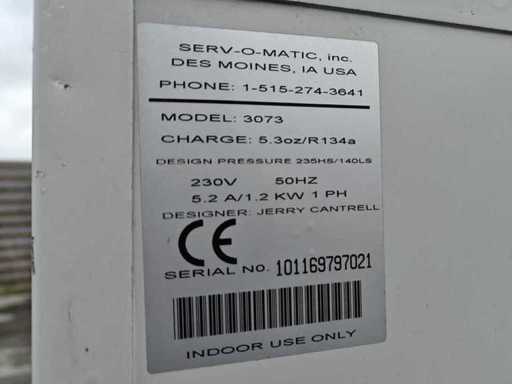 SERV-O-MATIC, inc.
DES MOINES, IA USA
PHONE: 1-515-274-3641
MODEL: 3073
CHARGE: 5.3oz/R134a
DESIGN PRESSURE 235HS/140LS
230V 50HZ
5.2 A/1.2 KW 1 PH
DESIGNER: JERRY CANTRELL
CE
SERIAL NO. 101169797021
INDOOR USE ONLY